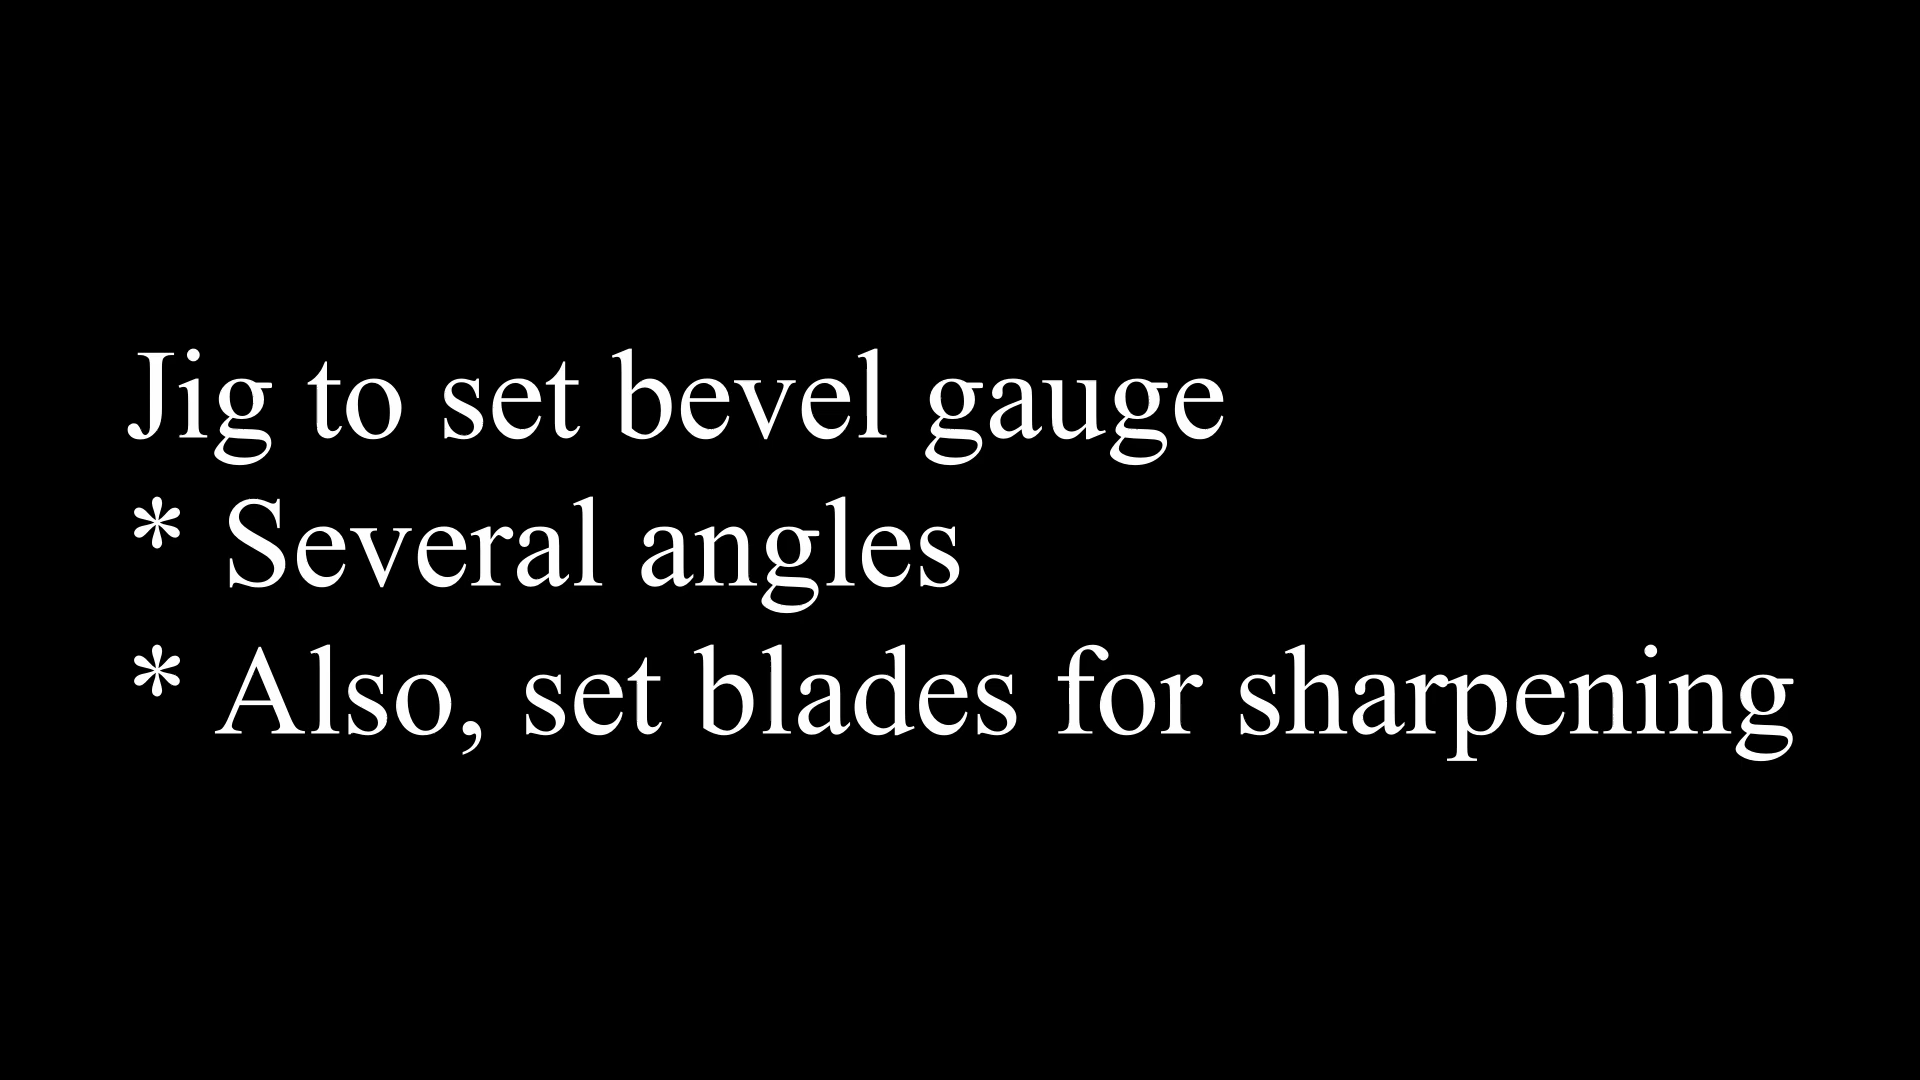 Jig to set bevel gauge
* Several angles
* Also, set blades for sharpening